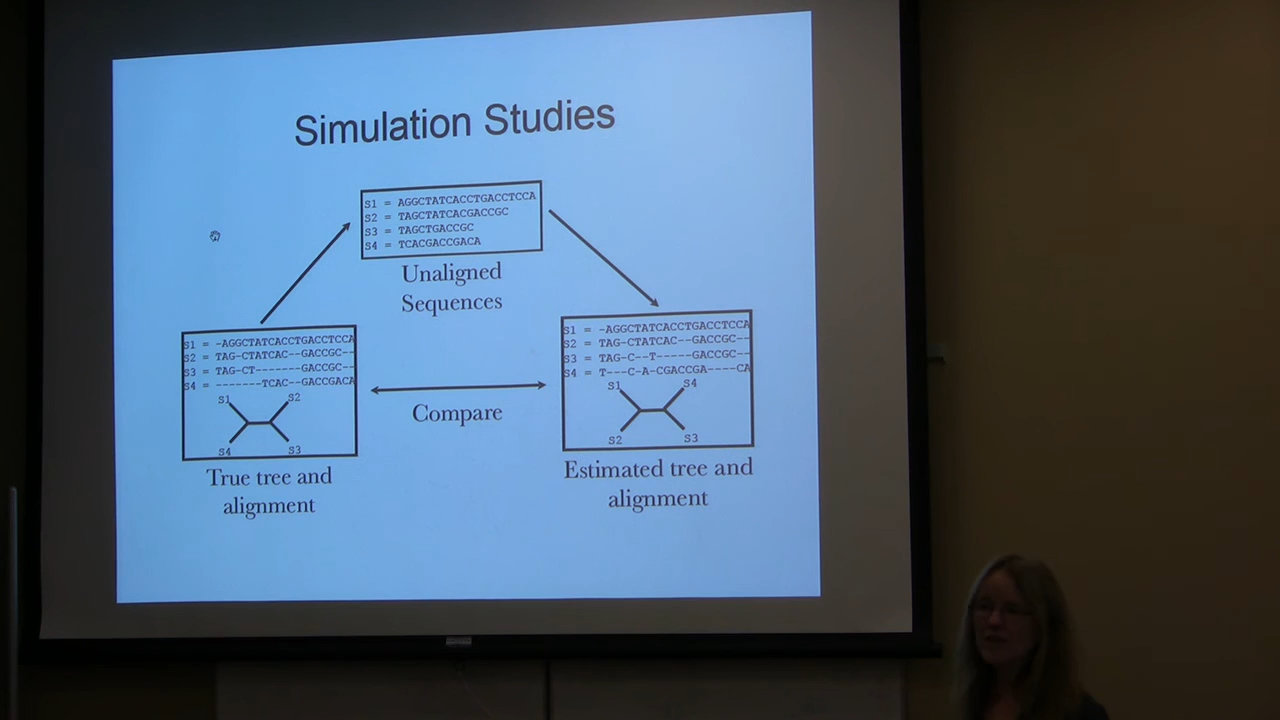 Simulation Studies
S1 = AGGCTATCACCTGACCTCCA
S2 = TAGCTATCACGACCGC
S3 = TAGCTGACCGC
S4 = TCACGACCGACA
Unaligned
Sequences
S1 = -AGGCTATCACCTGACCTCCA
S2 = TAG-CTATCAC--GACCGC--
S3 = TAG-CT-------GACCGC--
S4 = -------TCAC--GACCGACA
S1 S2
S4 S3
True tree and
alignment
Compare
S1 = -AGGCTATCACCTGACCTCCA
S2 = TAG-CTATCAC--GACCGC--
S3 = TAG-C--T-----GACCGC--
S4 = T---C-A-CGACCGA----CA
S1 S4
S2 S3
Estimated tree and
alignment